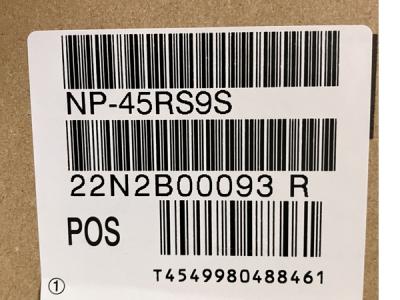 NP-45RS9S
22N2B00093 R
POS
T4549980488461
①